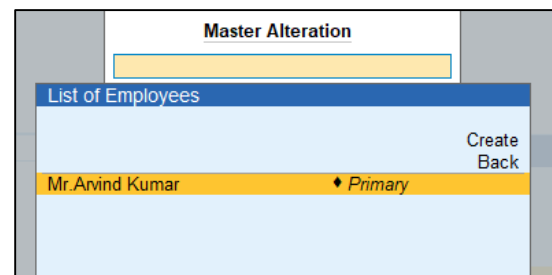 Master Alteration
List of Employees
Create
Back
Mr.Arvind Kumar ♦ Primary